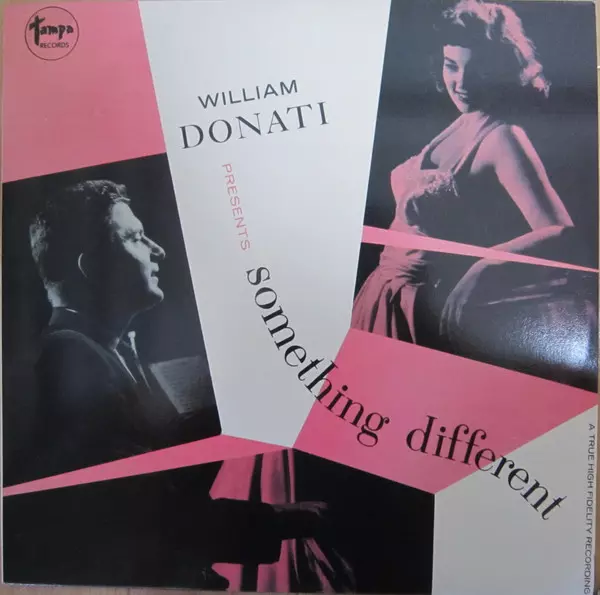 tampa
RECORDS
WILLIAM
DONATI
PRESENTS
something different
A TRUE HIGH FIDELITY RECORDING